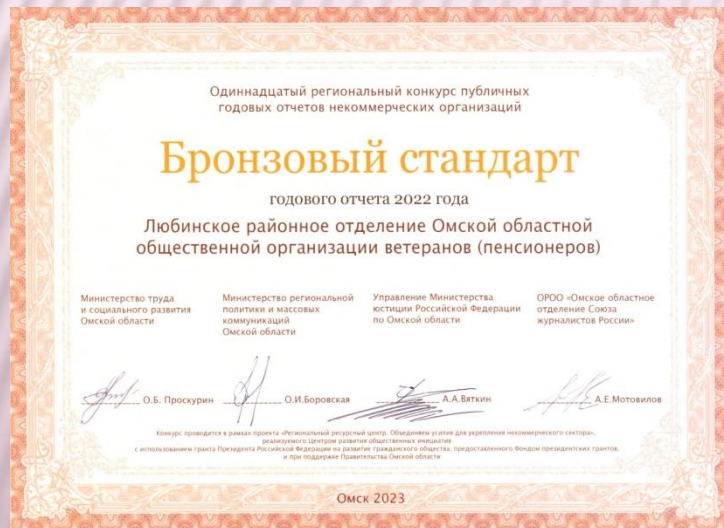 Одиннадцатый региональный конкурс публичных
годовых отчетов некоммерческих организаций
Бронзовый стандарт
годового отчета 2022 года
Любинское районное отделение Омской областной
общественной организации ветеранов (пенсионеров)
Министерство труда
и социального развития
Омской области
Министерство региональной
политики и массовых
коммуникаций
Омской области
Управление Министерства
юстиции Российской Федерации
по Омской области
ОРОО «Омское областное
отделение Союза
журналистов России»
О.Б. Проскурин
О.И.Боровская
А.А.Вяткин
А.Е.Мотовилов
Конкурс проводится в рамках проекта «Региональный ресурсный центр. Объединяем усилия для укрепления некоммерческого сектора»,
реализуемого Центром развития общественных инициатив
с использованием гранта Президента Российской Федерации на развитие гражданского общества, предоставленного Фондом президентских грантов,
и при поддержке Правительства Омской области
Омск 2023